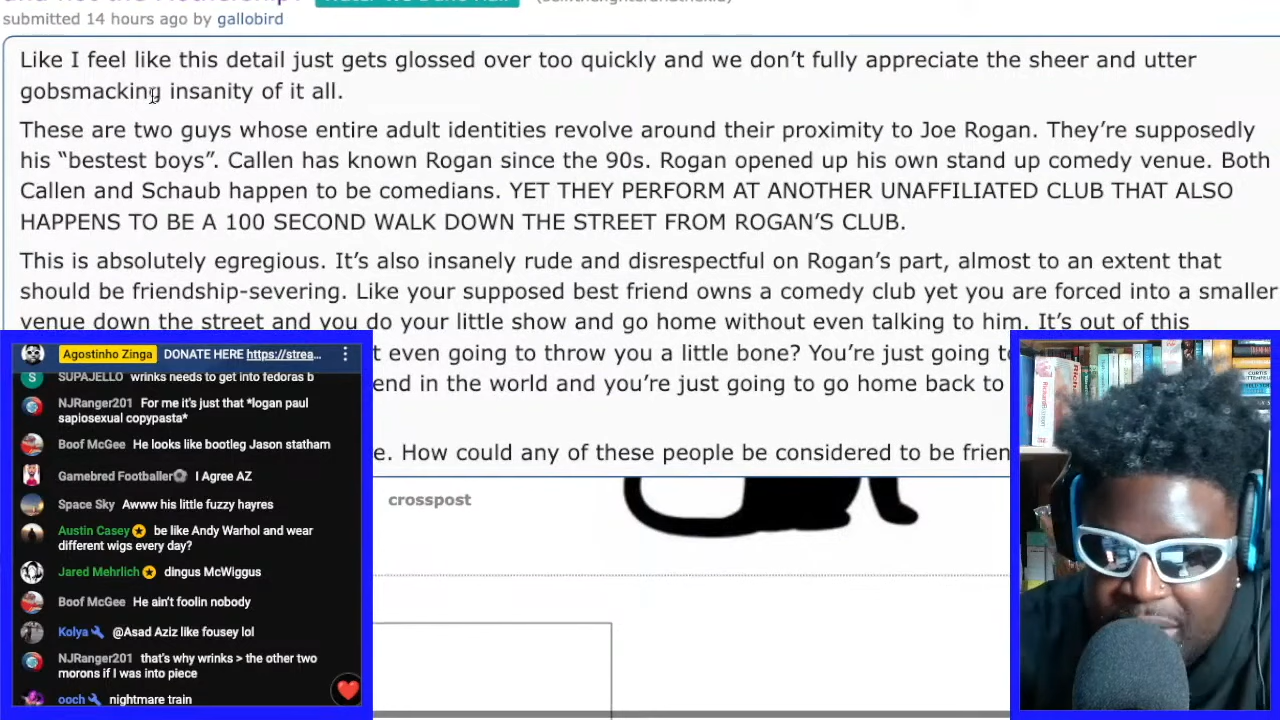 submitted 14 hours ago by gallobird
Like I feel like this detail just gets glossed over too quickly and we don’t fully appreciate the sheer and utter
gobsmacking insanity of it all.
These are two guys whose entire adult identities revolve around their proximity to Joe Rogan. They’re supposedly
his “bestest boys”. Callen has known Rogan since the 90s. Rogan opened up his own stand up comedy venue. Both
Callen and Schaub happen to be comedians. YET THEY PERFORM AT ANOTHER UNAFFILIATED CLUB THAT ALSO
HAPPENS TO BE A 100 SECOND WALK DOWN THE STREET FROM ROGAN’S CLUB.
This is absolutely egregious. It’s also insanely rude and disrespectful on Rogan’s part, almost to an extent that
should be friendship-severing. Like your supposed best friend owns a comedy club yet you are forced into a smaller
venue down the street and you do your little show and go home without even talking to him. It’s out of this
t even going to throw you a little bone? You’re just going to
end in the world and you’re just going to go home back to
e. How could any of these people be considered to be frien
crosspost
Agostinho Zinga DONATE HERE https://strea...
S SUPAJELLO wrinks needs to get into fedoras b
NJRanger201 For me it's just that *logan paul
sapiosexual copypasta*
Boof McGee He looks like bootleg Jason statham
Gamebred Footballer⚽ I Agree AZ
Space Sky Awww his little fuzzy hayres
Austin Casey be like Andy Warhol and wear
different wigs every day?
Jared Mehrlich dingus McWiggus
Boof McGee He ain't foolin nobody
Kolya @Asad Aziz like fousey lol
NJRanger201 that's why wrinks > the other two
morons if I was into piece
ooch nightmare train